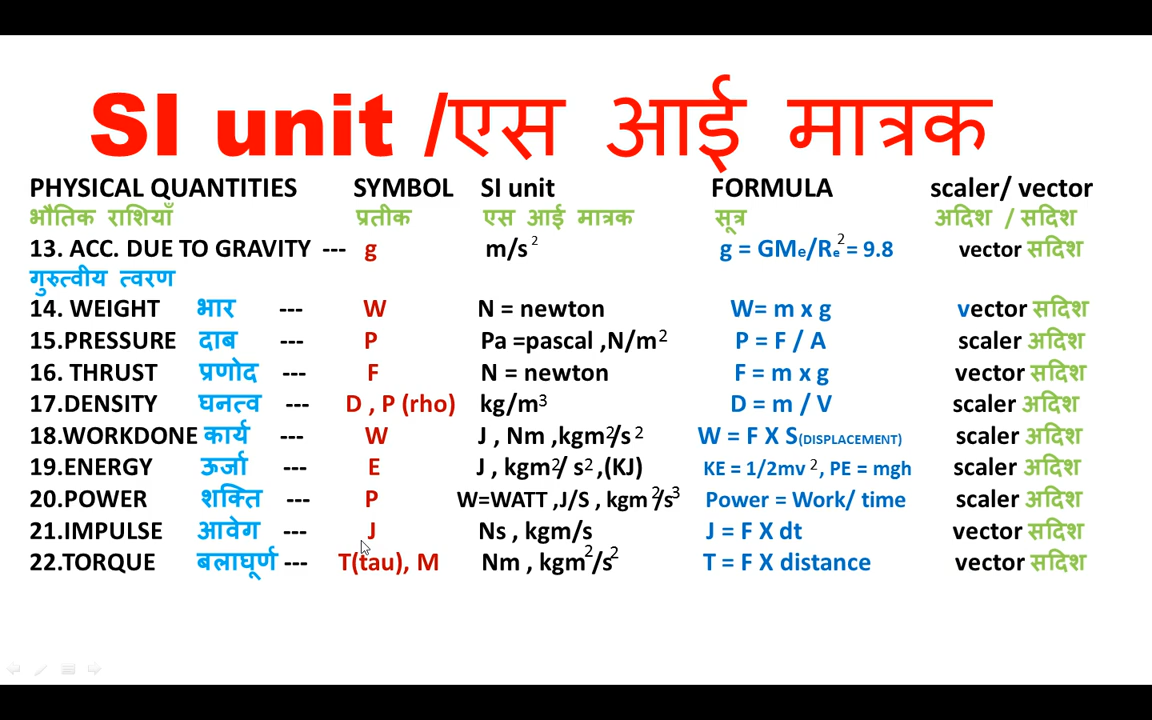 SI unit /एस आई मात्रक
PHYSICAL QUANTITIES SYMBOL SI unit FORMULA scaler/ vector
भौतिक राशियाँ प्रतीक एस आई मात्रक सूत्र अदिश / सदिश
13. ACC. DUE TO GRAVITY --- g m/s² g = GMₑ/Rₑ² = 9.8 vector सदिश
गुरुत्वीय त्वरण
14. WEIGHT भार --- W N = newton W= m x g vector सदिश
15.PRESSURE दाब --- P Pa =pascal ,N/m² P = F / A scaler अदिश
16. THRUST प्रणोद --- F N = newton F = m x g vector सदिश
17.DENSITY घनत्व --- D , P (rho) kg/m³ D = m / V scaler अदिश
18.WORKDONE कार्य --- W J , Nm ,kgm²/s² W = F X S(DISPLACEMENT) scaler अदिश
19.ENERGY ऊर्जा --- E J , kgm²/ s² ,(KJ) KE = 1/2mv ², PE = mgh scaler अदिश
20.POWER शक्ति --- P W=WATT ,J/S , kgm²/s³ Power = Work/ time scaler अदिश
21.IMPULSE आवेग --- J Ns , kgm/s J = F X dt vector सदिश
22.TORQUE बलाघूर्ण --- T(tau), M Nm , kgm²/s² T = F X distance vector सदिश